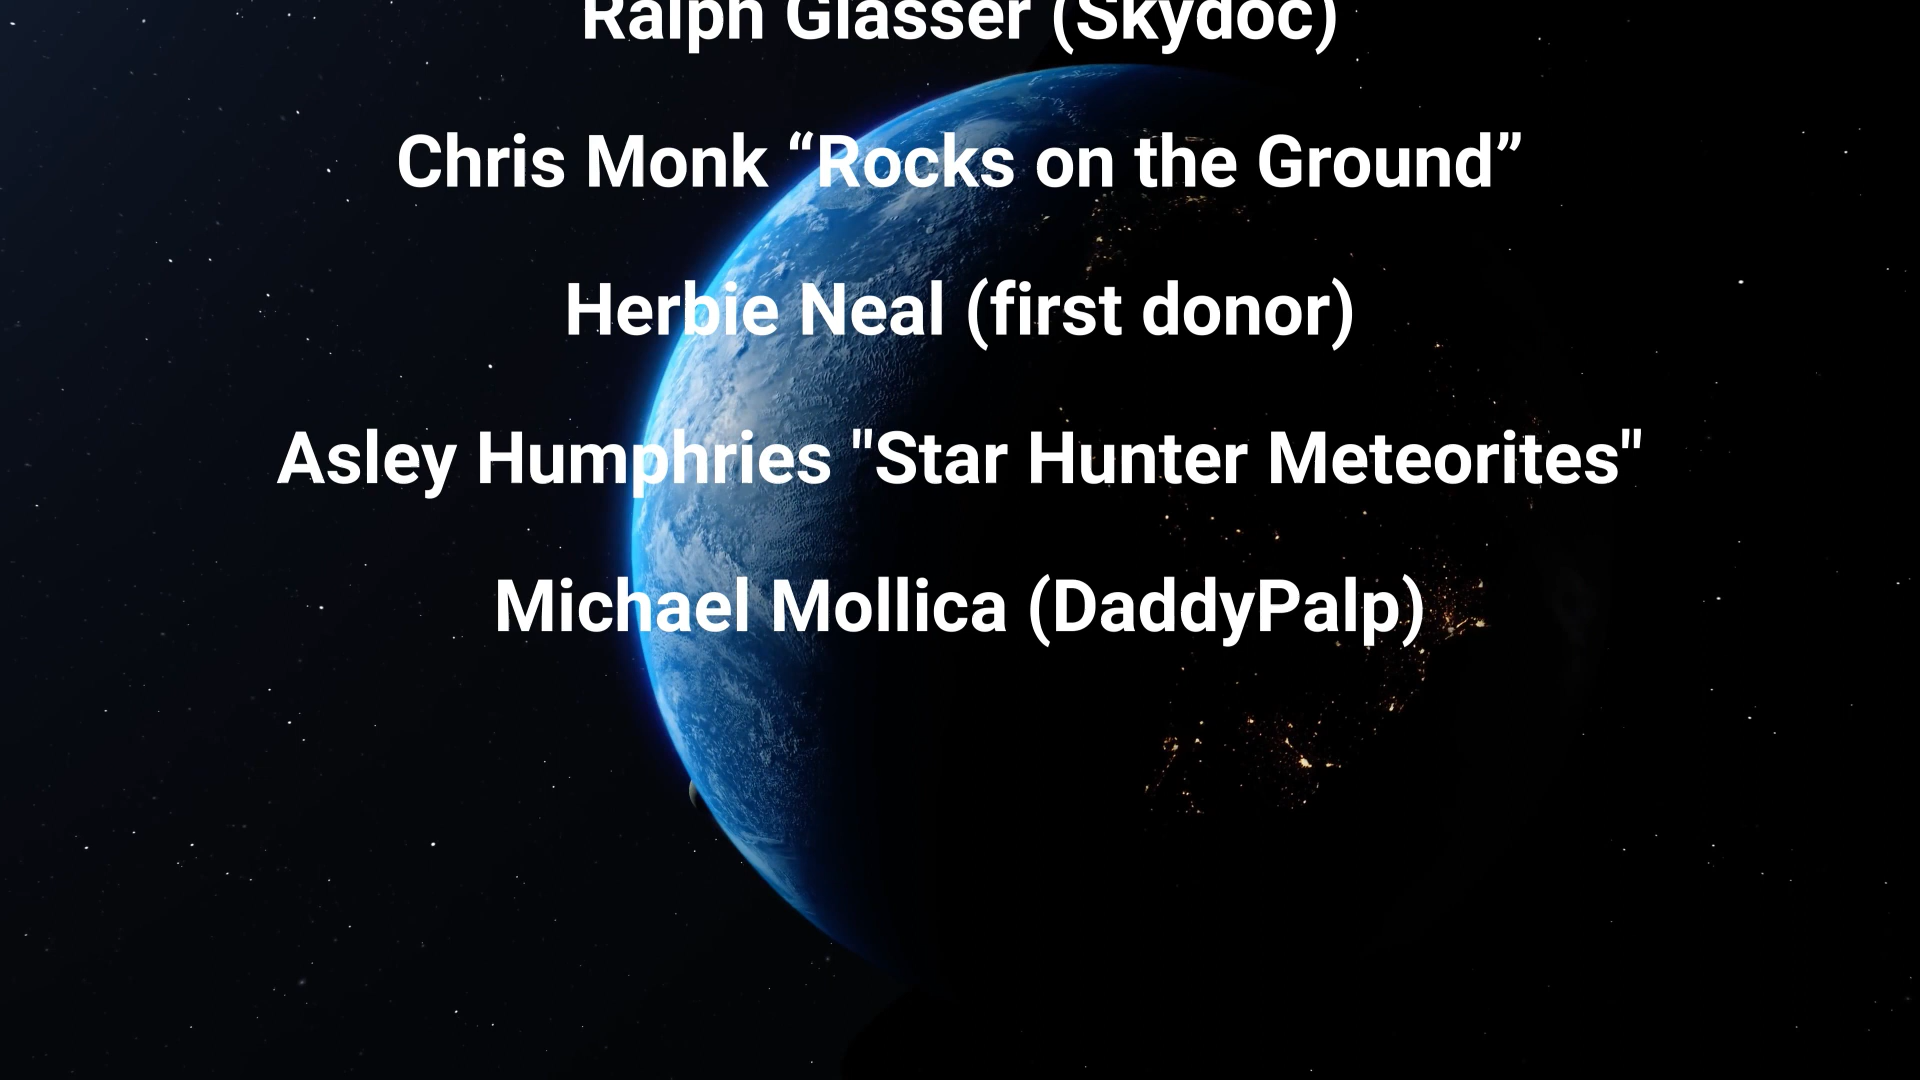 Ralph Glasser (Skydoc)
Chris Monk “Rocks on the Ground”
Herbie Neal (first donor)
Asley Humphries "Star Hunter Meteorites"
Michael Mollica (DaddyPalp)